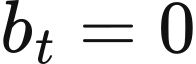 b_t = 0